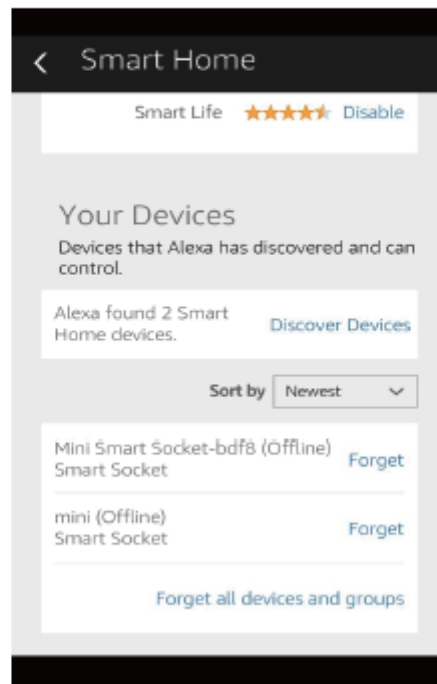 Smart Home
Smart Life Disable
Your Devices
Devices that Alexa has discovered and can
control.
Alexa found 2 Smart
Home devices.
Discover Devices
Sort by Newest
Mini Smart Socket-bdf8 (Offline)
Smart Socket
Forget
mini (Offline)
Smart Socket
Forget
Forget all devices and groups